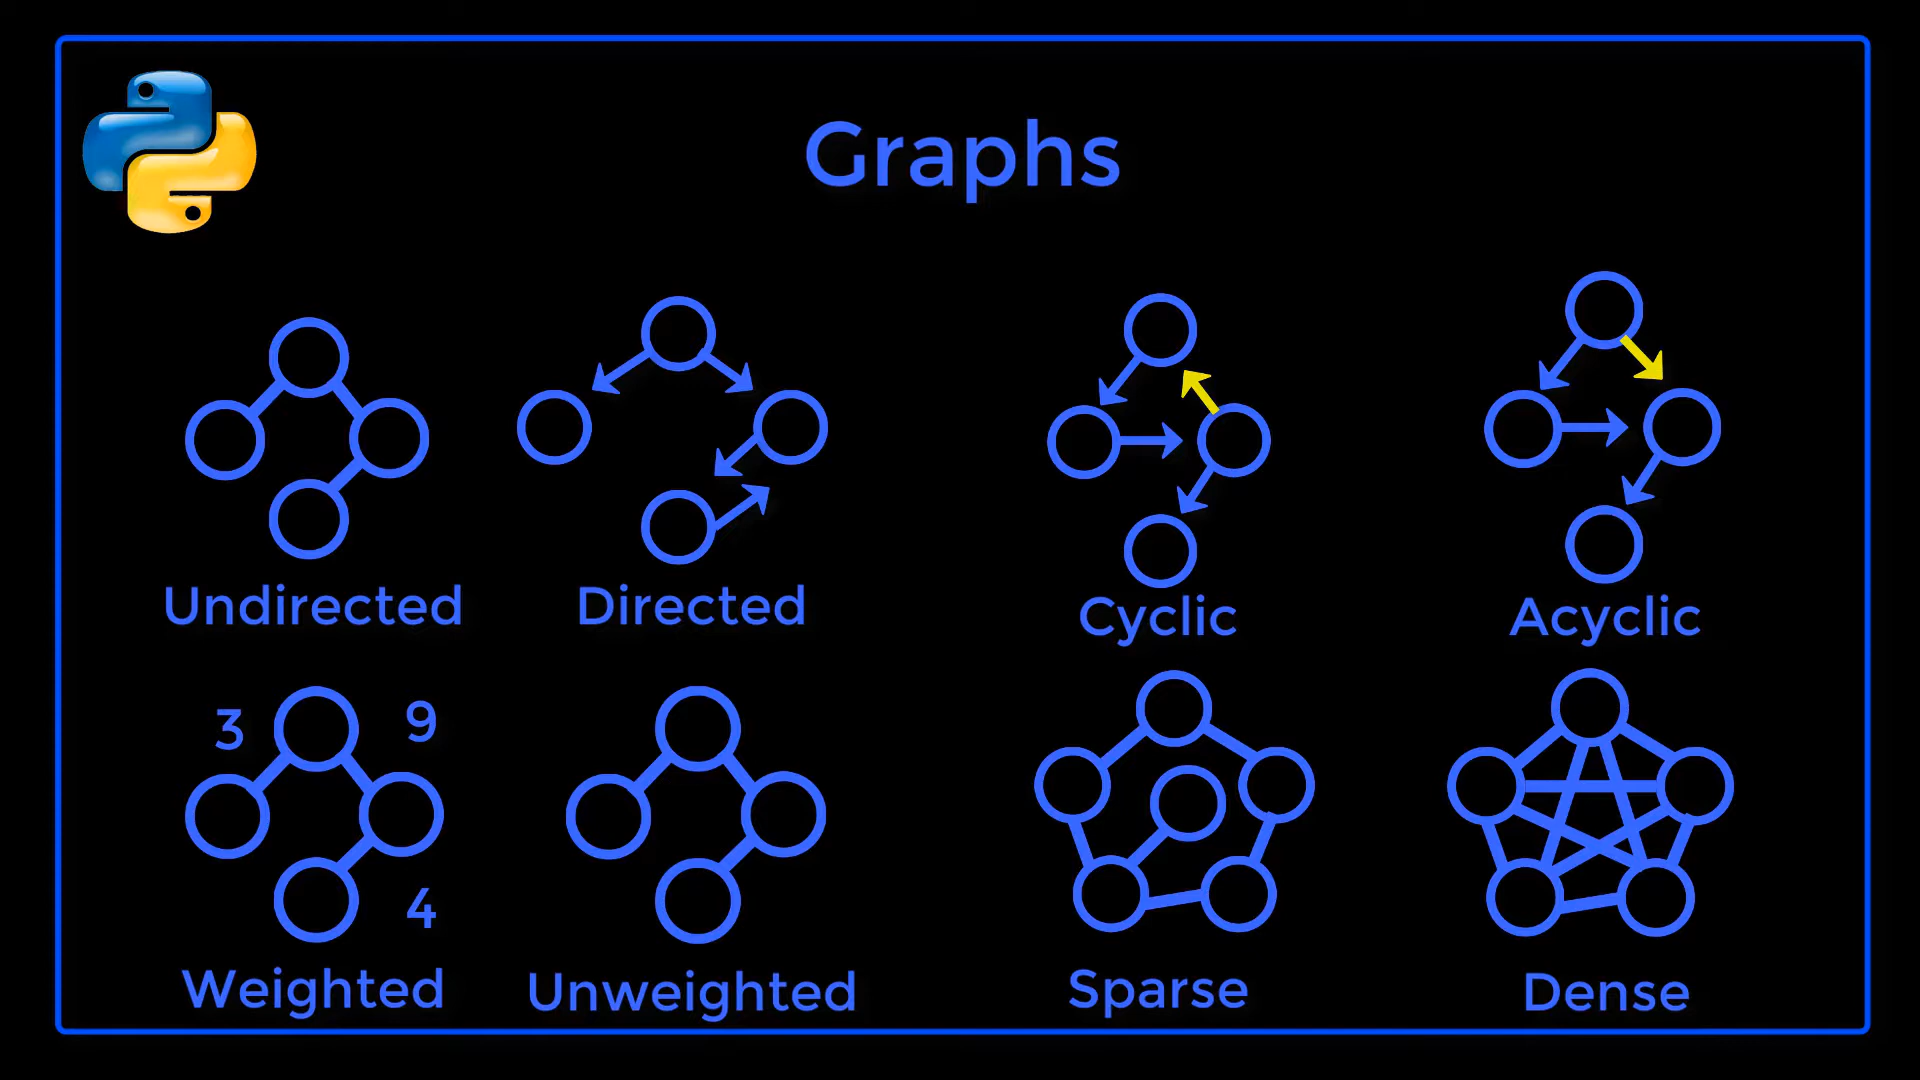 Graphs
Undirected
Directed
Cyclic
Acyclic
3
9
4
Weighted
Unweighted
Sparse
Dense